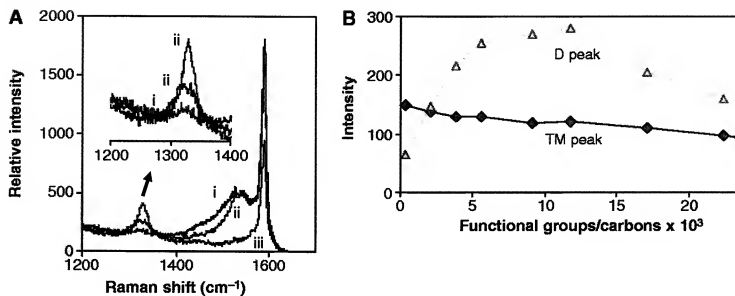 A
Relative intensity
2000
1500
1000
500
0
1200
1400
1600
Raman shift (cm⁻¹)
ii
ii
i
1200
1300
1400
i
ii
iii
B
Intensity
300
200
100
0
0
5
10
15
20
D peak
TM peak
Functional groups/carbons x 10³